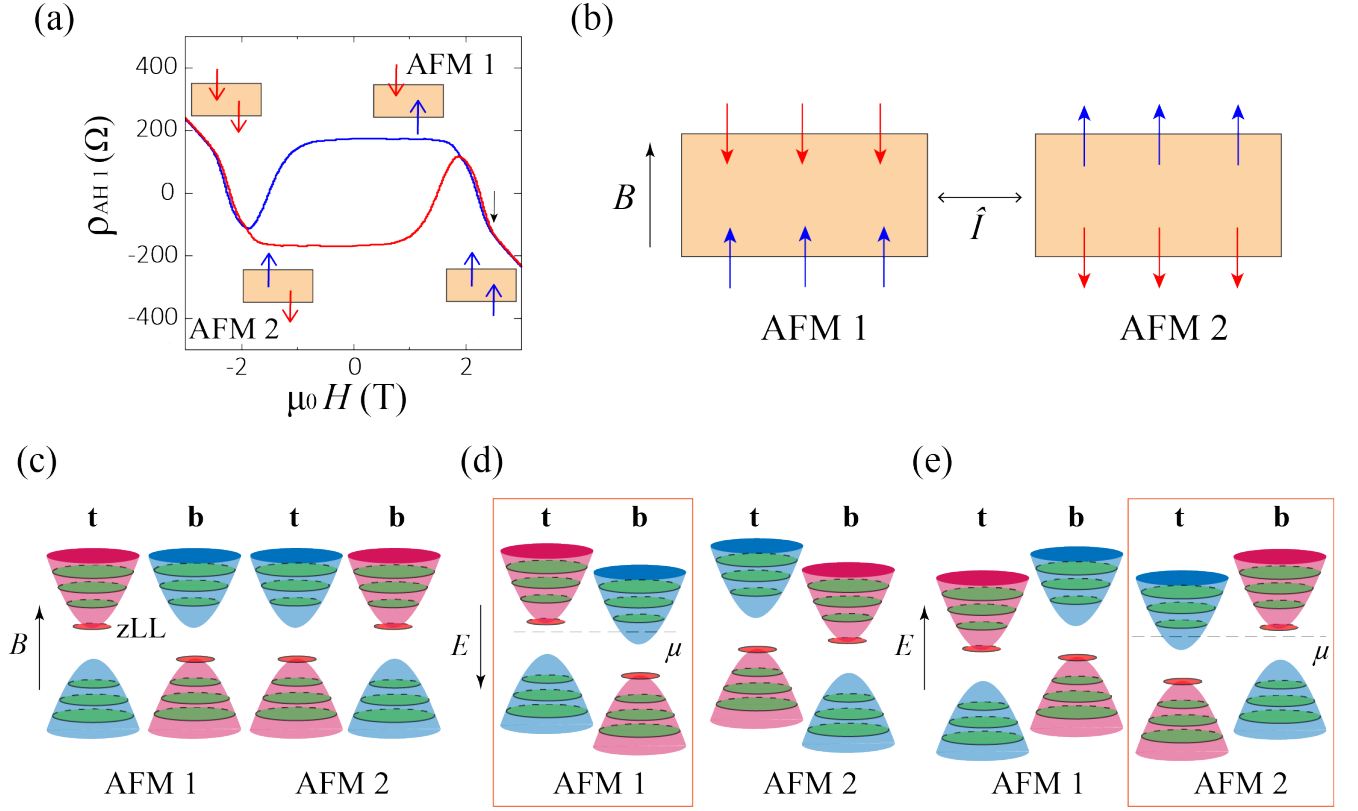 (a)
AFM 1
400
200
0
-200
-400
ρAH 1 (Ω)
AFM 2
-2
0
2
μ0 H (T)
(b)
B
Î
AFM 1
AFM 2
(c)
t b t b
B
zLL
AFM 1
AFM 2
(d)
t b
E
μ
AFM 1
AFM 2
(e)
t b
E
μ
AFM 1
AFM 2